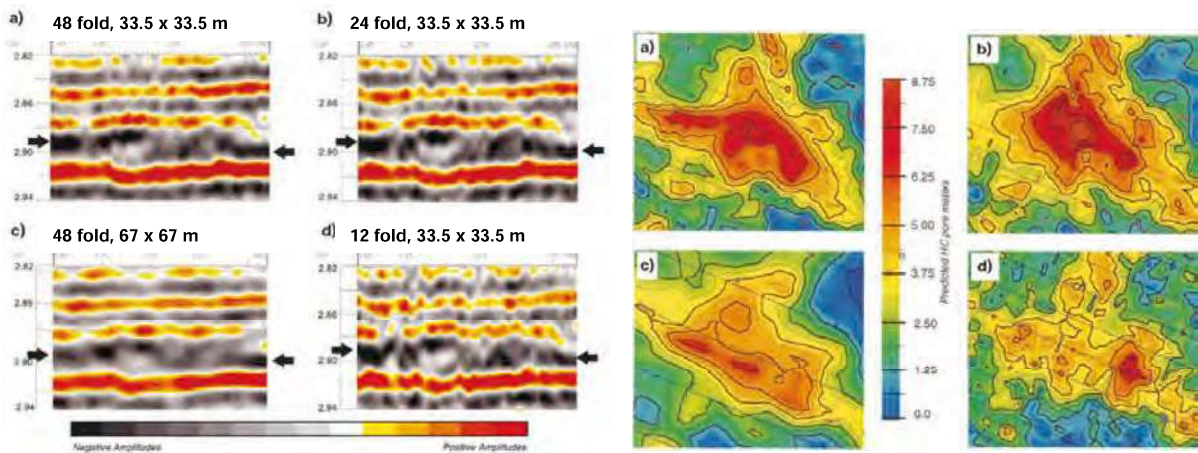 a) 48 fold, 33.5 x 33.5 m
2.82
2.86
2.90
2.94
b) 24 fold, 33.5 x 33.5 m
2.82
2.86
2.90
2.94
c) 48 fold, 67 x 67 m
2.82
2.90
2.94
d) 12 fold, 33.5 x 33.5 m
2.82
2.86
2.90
2.94
Negative Amplitudes
Positive Amplitudes
a)
b)
8.75
7.50
6.25
5.00
3.75
2.50
1.25
0.0
Predicted HC pore meters
c)
d)